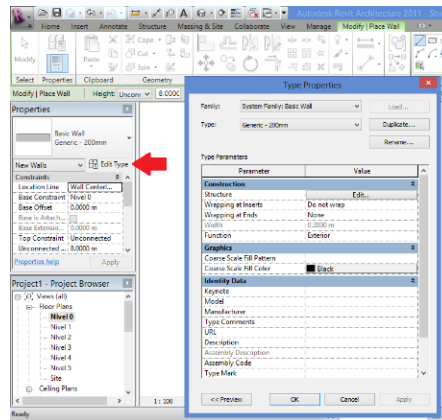 Autodesk Revit Architecture 2011
Home Insert Annotate Structure Massing & Site Collaborate View Manage Modify | Place Wall
Modify
Paste
Cope
Cut
Join
Select Properties Clipboard Geometry
Modify | Place Wall Height: Uncon 8.0000
Properties
Basic Wall
Generic - 200mm
New Walls Edit Type
Constraints
Location Line Wall Center...
Base Constraint Nivel 0
Base Offset 0.0000 m
Base is Attach...
Base Extensio... 0.0000 m
Top Constraint Unconnected
Unconnected ... 8.0000 m
Properties help Apply
Project1 - Project Browser
Views (all)
Floor Plans
Nivel 0
Nivel 1
Nivel 2
Nivel 3
Nivel 4
Nivel 5
Site
Ceiling Plans
1 : 100
Ready
Type Properties
Family: System Family: Basic Wall Load...
Type: Generic - 200mm Duplicate...
Rename...
Type Parameters
Parameter Value
Construction
Structure Edit...
Wrapping at Inserts Do not wrap
Wrapping at Ends None
Width 0.2000 m
Function Exterior
Graphics
Coarse Scale Fill Pattern
Coarse Scale Fill Color Black
Identity Data
Keynote
Model
Manufacturer
Type Comments
URL
Description
Assembly Description
Assembly Code
Type Mark
<< Preview OK Cancel Apply